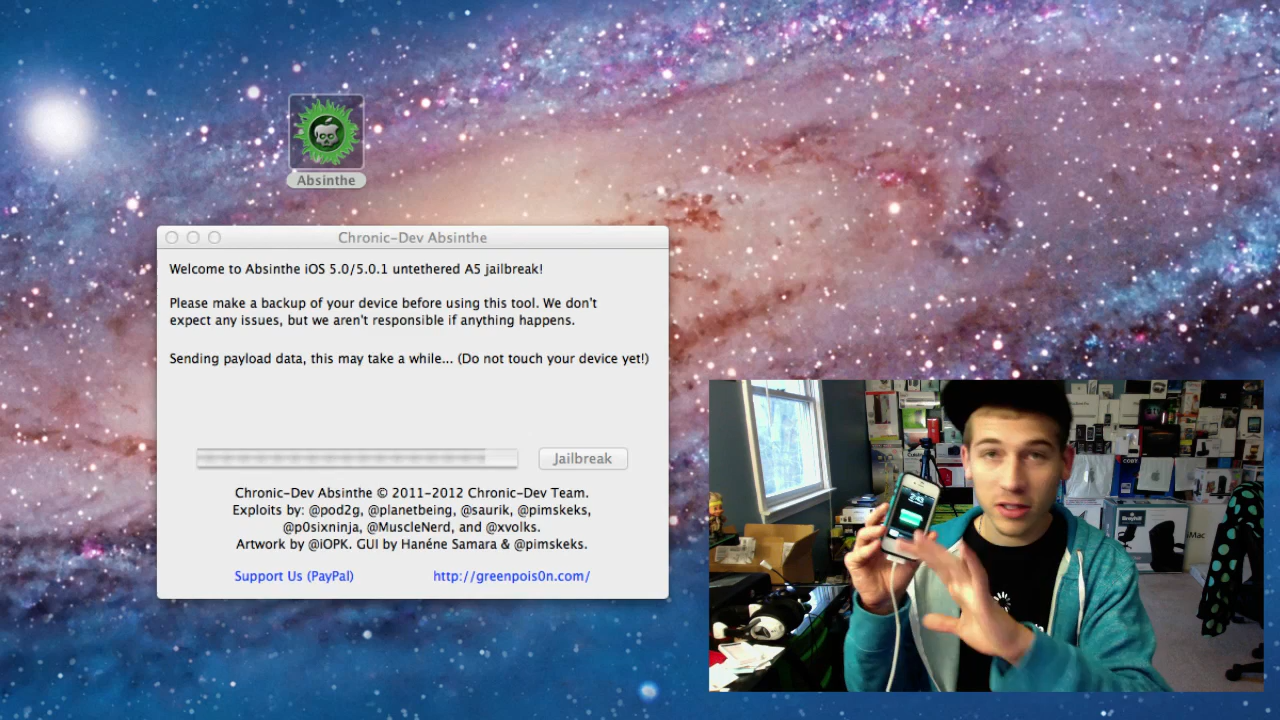 Absinthe
Chronic-Dev Absinthe
Welcome to Absinthe iOS 5.0/5.0.1 untethered A5 jailbreak!
Please make a backup of your device before using this tool. We don't
expect any issues, but we aren't responsible if anything happens.
Sending payload data, this may take a while... (Do not touch your device yet!)
Jailbreak
Chronic-Dev Absinthe © 2011-2012 Chronic-Dev Team.
Exploits by: @pod2g, @planetbeing, @saurik, @pimskeks,
@p0sixninja, @MuscleNerd, and @xvolks.
Artwork by @iOPK. GUI by Hanéne Samara & @pimskeks.
Support Us (PayPal)
http://greenpois0n.com/
iMac